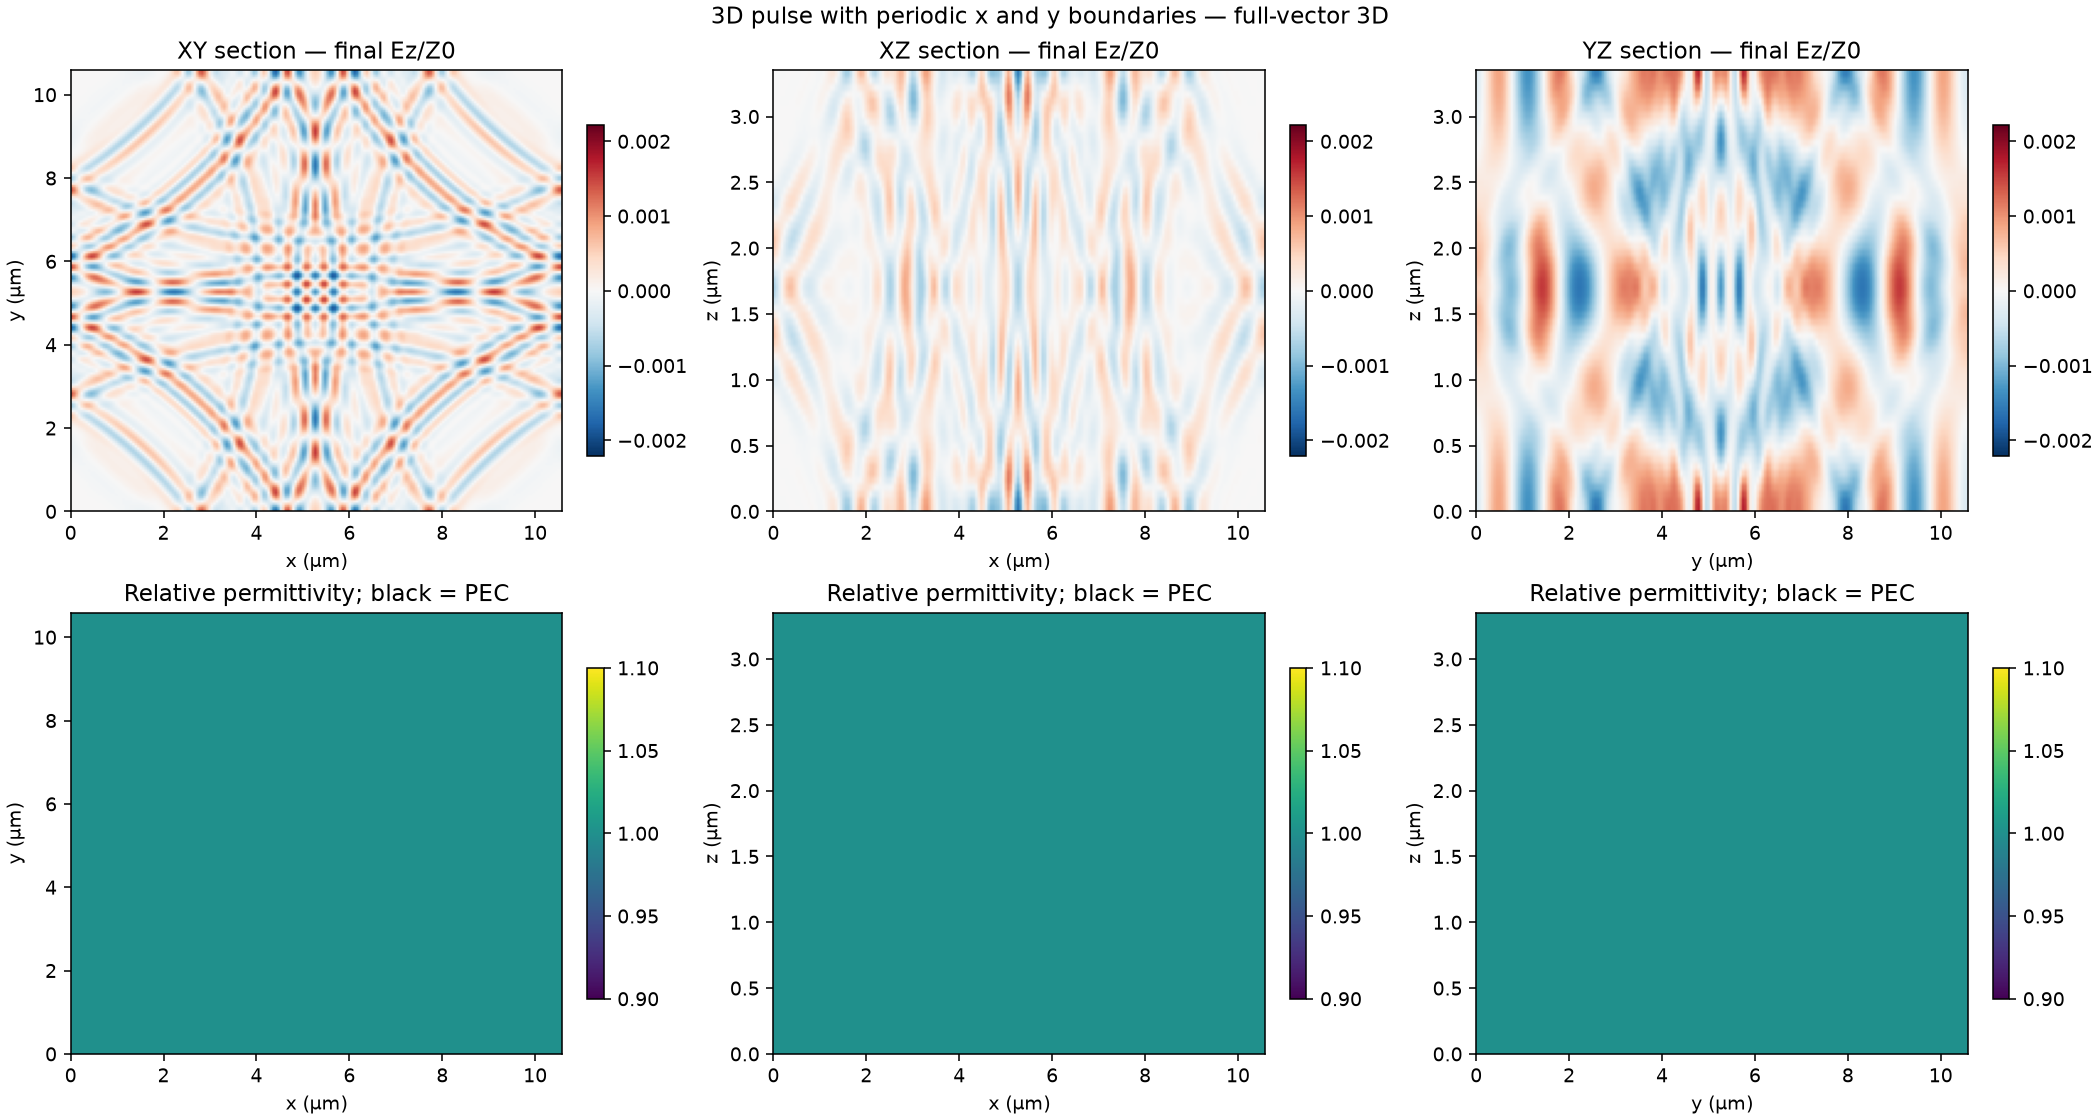 3D pulse with periodic x and y boundaries — full-vector 3D
XY section — final Ez/Z0
XZ section — final Ez/Z0
YZ section — final Ez/Z0
y (μm)
10
8
6
4
2
0
0 2 4 6 8 10
x (μm)
0.002
0.001
0.000
−0.001
−0.002
z (μm)
3.0
2.5
2.0
1.5
1.0
0.5
0.0
0 2 4 6 8 10
x (μm)
0.002
0.001
0.000
−0.001
−0.002
z (μm)
3.0
2.5
2.0
1.5
1.0
0.5
0.0
0 2 4 6 8 10
y (μm)
0.002
0.001
0.000
−0.001
−0.002
Relative permittivity; black = PEC
Relative permittivity; black = PEC
Relative permittivity; black = PEC
y (μm)
10
8
6
4
2
0
0 2 4 6 8 10
x (μm)
1.10
1.05
1.00
0.95
0.90
z (μm)
3.0
2.5
2.0
1.5
1.0
0.5
0.0
0 2 4 6 8 10
x (μm)
1.10
1.05
1.00
0.95
0.90
z (μm)
3.0
2.5
2.0
1.5
1.0
0.5
0.0
0 2 4 6 8 10
y (μm)
1.10
1.05
1.00
0.95
0.90